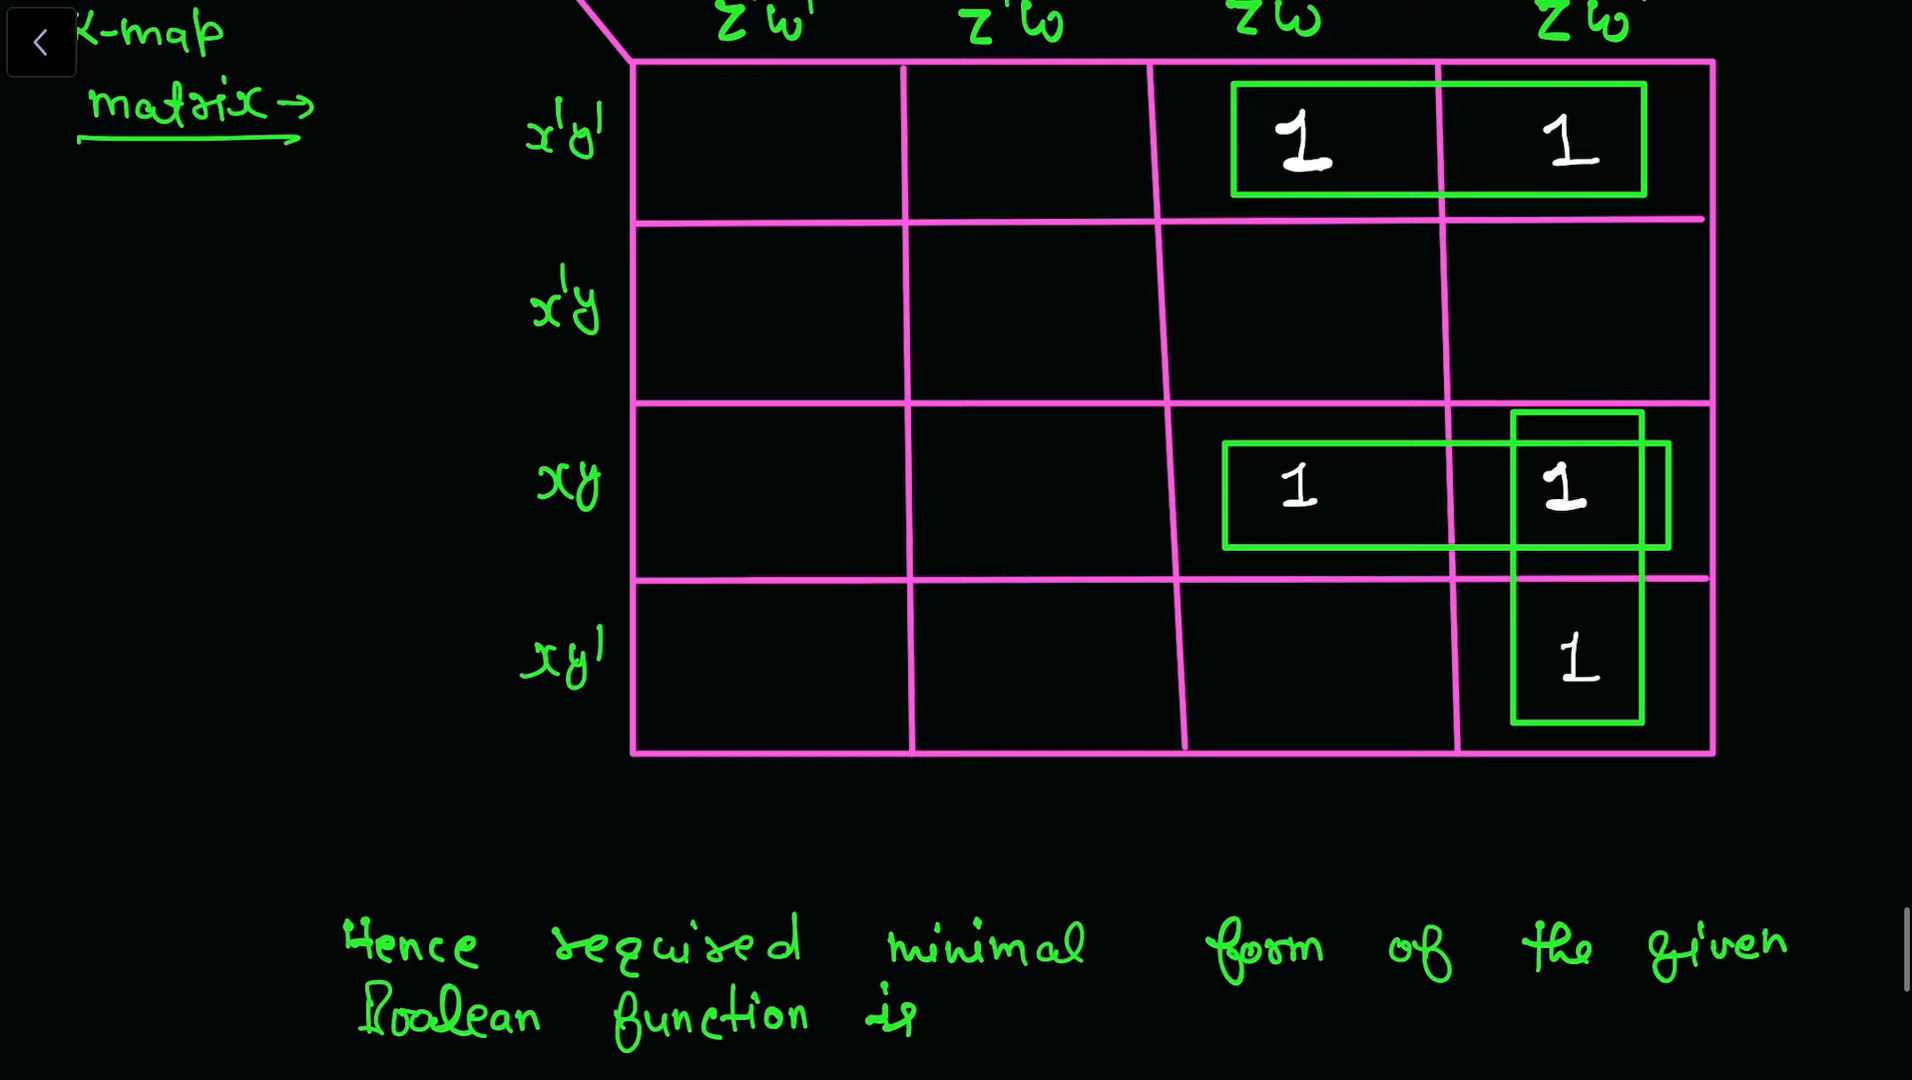 K-map z'w' z'w zw zw'
matrix→
x'y' 1 1
x'y
xy 1 1
xy' 1
Hence required minimal form of the given
Boolean function is